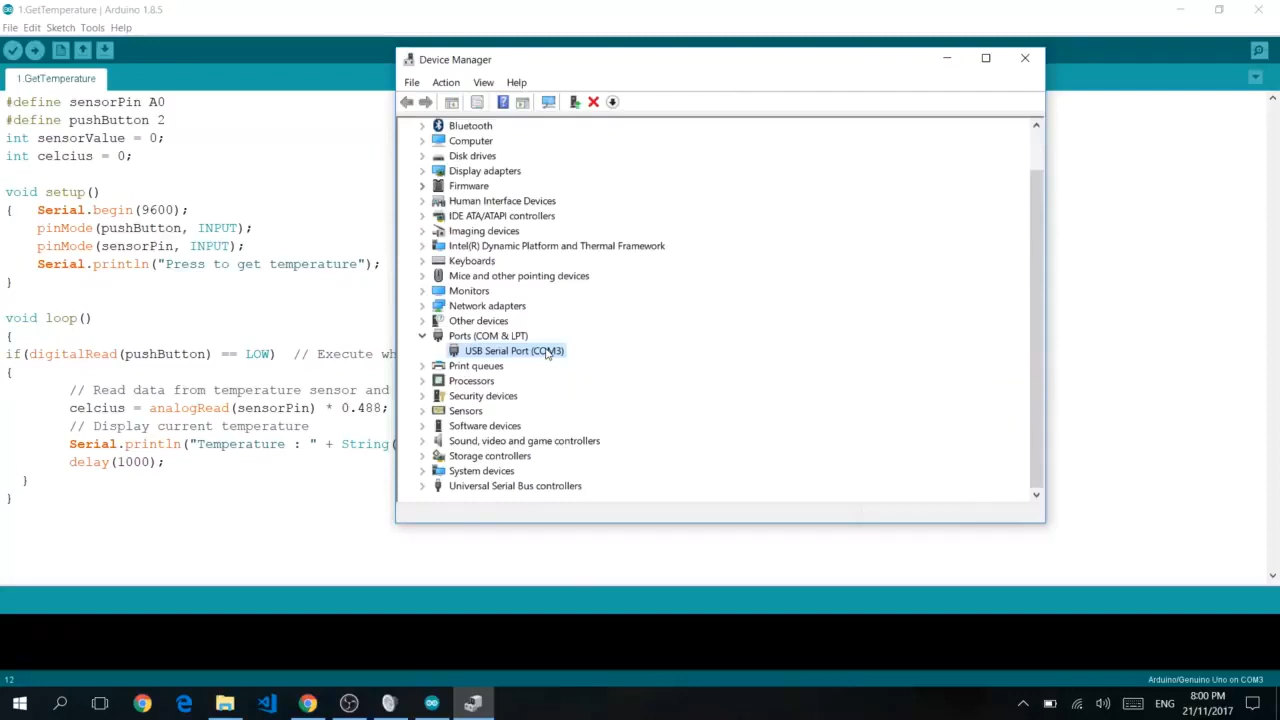 1.GetTemperature | Arduino 1.8.5
File Edit Sketch Tools Help
1.GetTemperature
#define sensorPin A0
#define pushButton 2
int sensorValue = 0;
int celcius = 0;
void setup()
{ Serial.begin(9600);
pinMode(pushButton, INPUT);
pinMode(sensorPin, INPUT);
Serial.println("Press to get temperature");
}
void loop()
{
if(digitalRead(pushButton) == LOW) // Execute wh
{
// Read data from temperature sensor and
celcius = analogRead(sensorPin) * 0.488;
// Display current temperature
Serial.println("Temperature : " + String(
delay(1000);
}
}
Device Manager
File Action View Help
Bluetooth
Computer
Disk drives
Display adapters
Firmware
Human Interface Devices
IDE ATA/ATAPI controllers
Imaging devices
Intel(R) Dynamic Platform and Thermal Framework
Keyboards
Mice and other pointing devices
Monitors
Network adapters
Other devices
Ports (COM & LPT)
USB Serial Port (COM3)
Print queues
Processors
Security devices
Sensors
Software devices
Sound, video and game controllers
Storage controllers
System devices
Universal Serial Bus controllers
12
Arduino/Genuino Uno on COM3
ENG
8:00 PM
21/11/2017